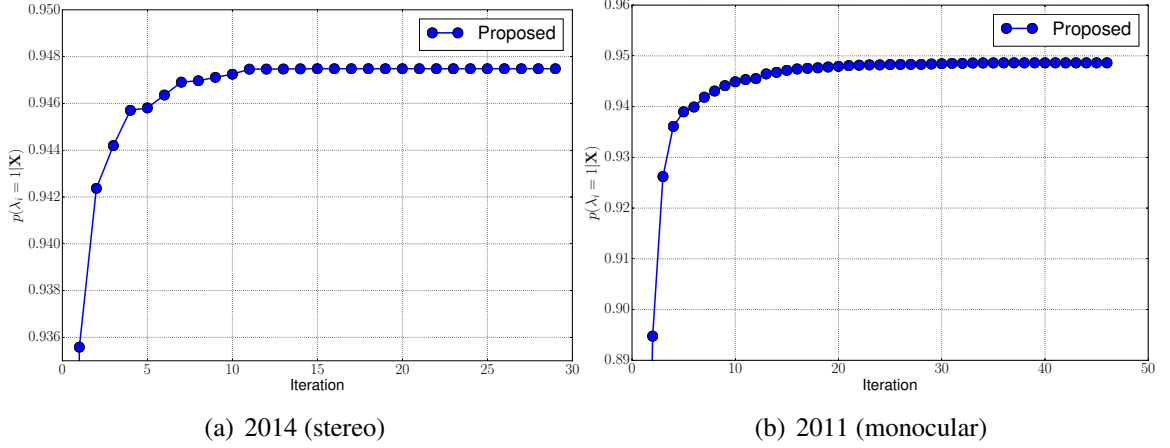 0.950
0.948
0.946
0.944
0.942
0.940
0.938
0.936
p(λi = 1|X)
Proposed
0 5 10 15 20 25 30
Iteration
(a) 2014 (stereo)
0.96
0.95
0.94
0.93
0.92
0.91
0.90
0.89
p(λi = 1|X)
Proposed
0 10 20 30 40 50
Iteration
(b) 2011 (monocular)